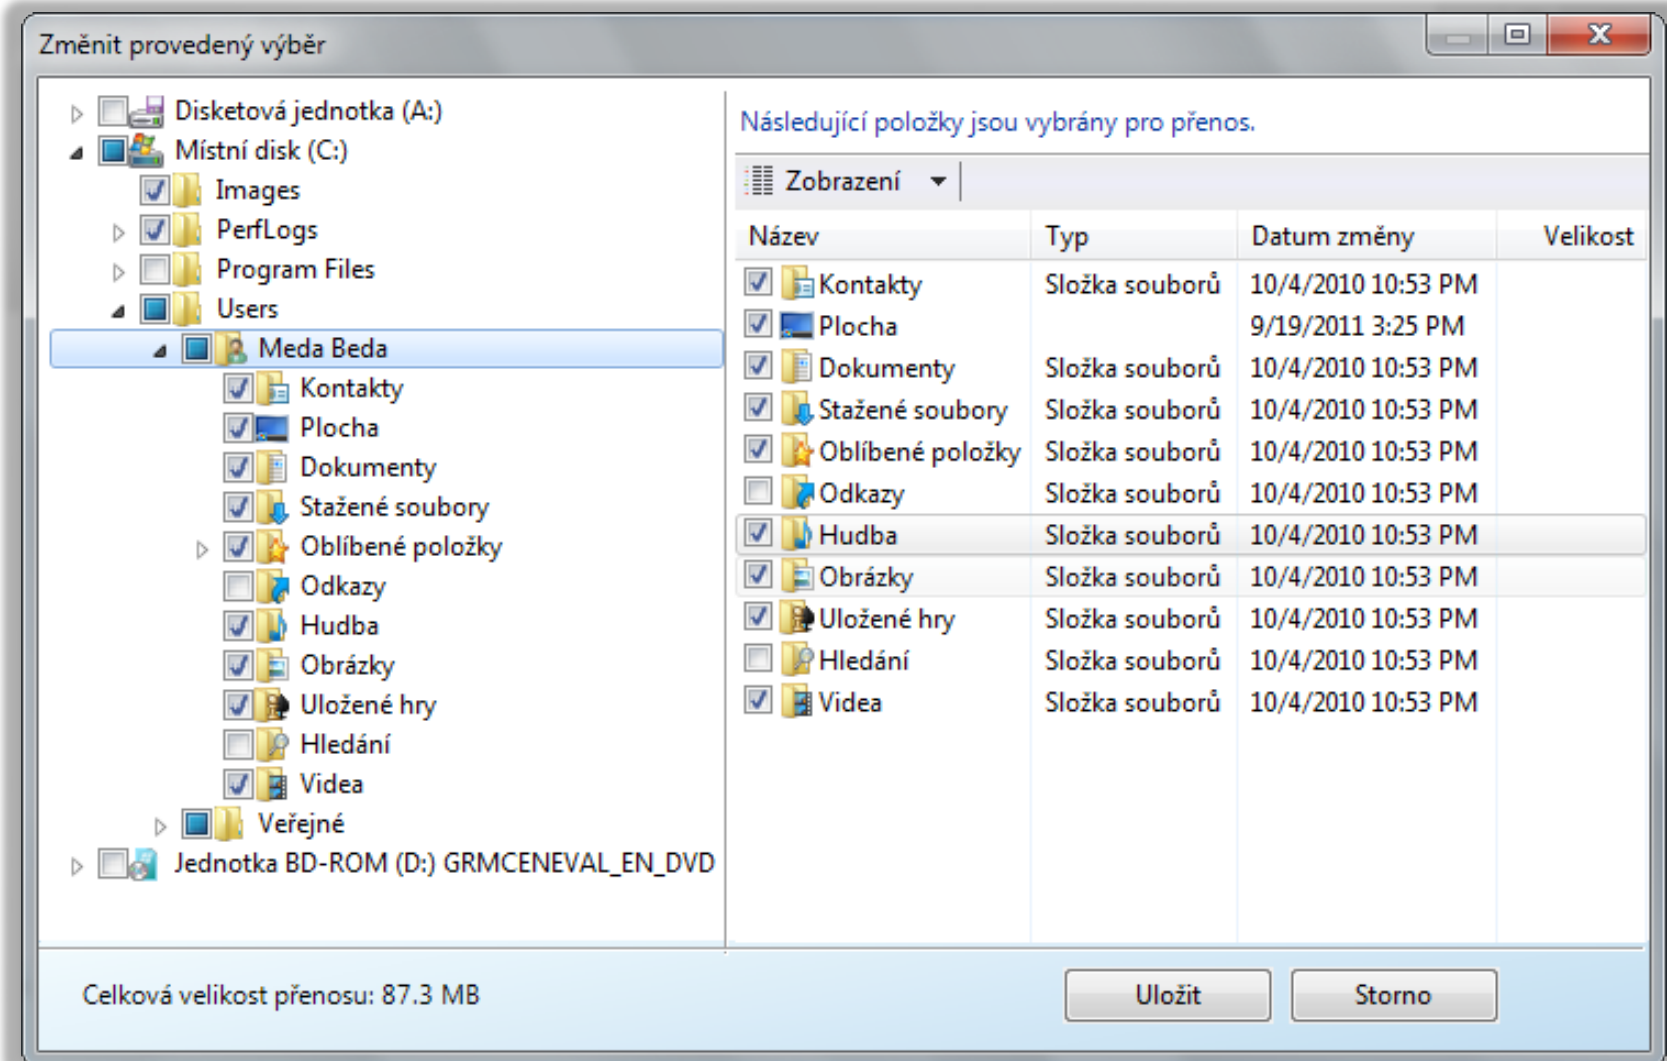 Změnit provedený výběr
Disketová jednotka (A:)
Místní disk (C:)
Images
PerfLogs
Program Files
Users
Meda Beda
Kontakty
Plocha
Dokumenty
Stažené soubory
Oblíbené položky
Odkazy
Hudba
Obrázky
Uložené hry
Hledání
Videa
Veřejné
Jednotka BD-ROM (D:) GRMCENEVAL_EN_DVD
Následující položky jsou vybrány pro přenos.
Zobrazení
Název Typ Datum změny Velikost
Kontakty Složka souborů 10/4/2010 10:53 PM
Plocha 9/19/2011 3:25 PM
Dokumenty Složka souborů 10/4/2010 10:53 PM
Stažené soubory Složka souborů 10/4/2010 10:53 PM
Oblíbené položky Složka souborů 10/4/2010 10:53 PM
Odkazy Složka souborů 10/4/2010 10:53 PM
Hudba Složka souborů 10/4/2010 10:53 PM
Obrázky Složka souborů 10/4/2010 10:53 PM
Uložené hry Složka souborů 10/4/2010 10:53 PM
Hledání Složka souborů 10/4/2010 10:53 PM
Videa Složka souborů 10/4/2010 10:53 PM
Celková velikost přenosu: 87.3 MB
Uložit Storno